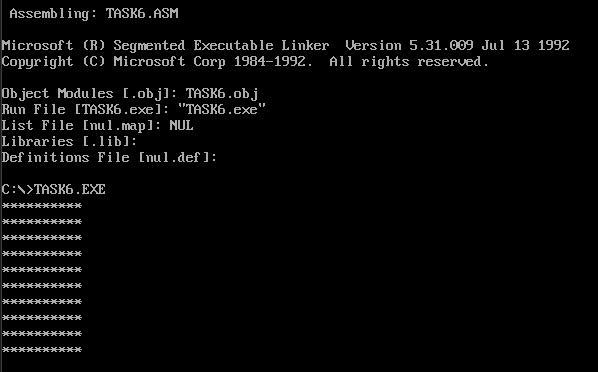 Assembling: TASK6.ASM
Microsoft (R) Segmented Executable Linker  Version 5.31.009 Jul 13 1992
Copyright (C) Microsoft Corp 1984-1992.  All rights reserved.
Object Modules [.obj]: TASK6.obj
Run File [TASK6.exe]: "TASK6.exe"
List File [nul.map]: NUL
Libraries [.lib]:
Definitions File [nul.def]:
C:\>TASK6.EXE
**********
**********
**********
**********
**********
**********
**********
**********
**********
**********